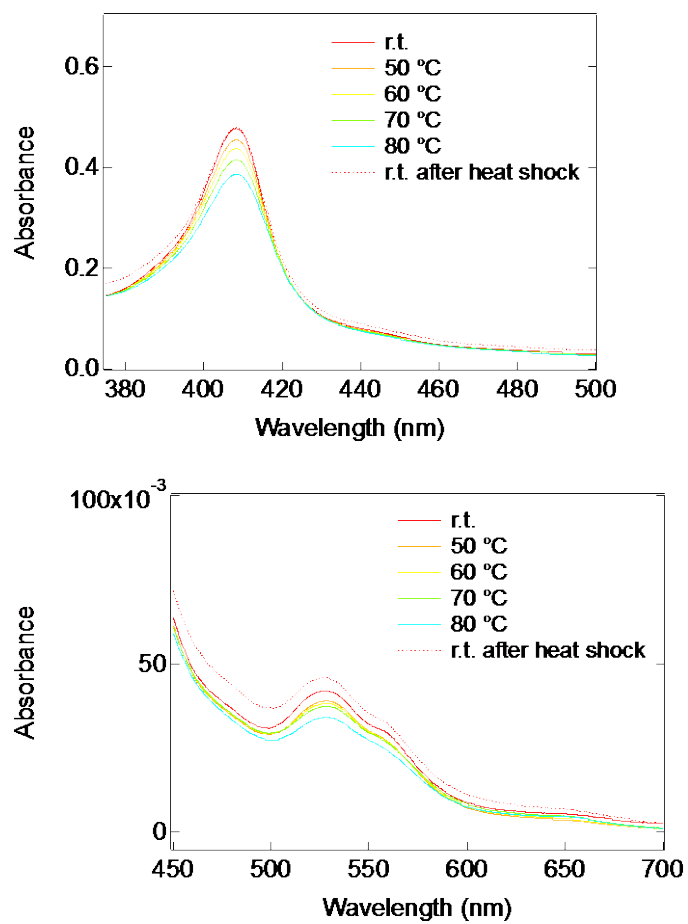 r.t.
50 ºC
60 ºC
70 ºC
80 ºC
r.t. after heat shock
0.6
0.4
0.2
0.0
Absorbance
380 400 420 440 460 480 500
Wavelength (nm)
100x10-3
50
0
Absorbance
r.t.
50 ºC
60 ºC
70 ºC
80 ºC
r.t. after heat shock
450 500 550 600 650 700
Wavelength (nm)